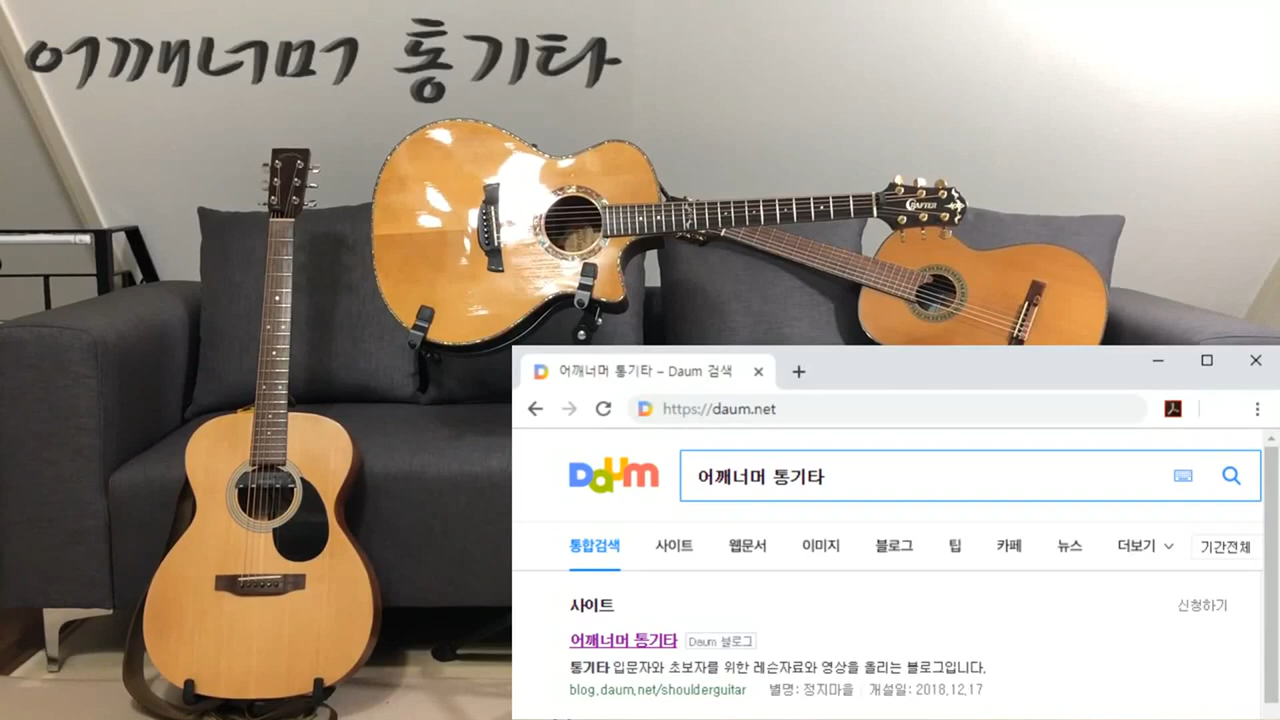 어깨너머 통기타
CRAFTER
어깨너머 통기타 – Daum 검색
https://daum.net
Daum
어깨너머 통기타
통합검색 사이트 웹문서 이미지 블로그 팁 카페 뉴스 더보기 기간전체
사이트 신청하기
어깨너머 통기타 Daum 블로그
통기타 입문자와 초보자를 위한 레슨자료와 영상을 올리는 블로그입니다.
blog.daum.net/shoulderguitar 별명: 정지마을 개설일: 2018.12.17